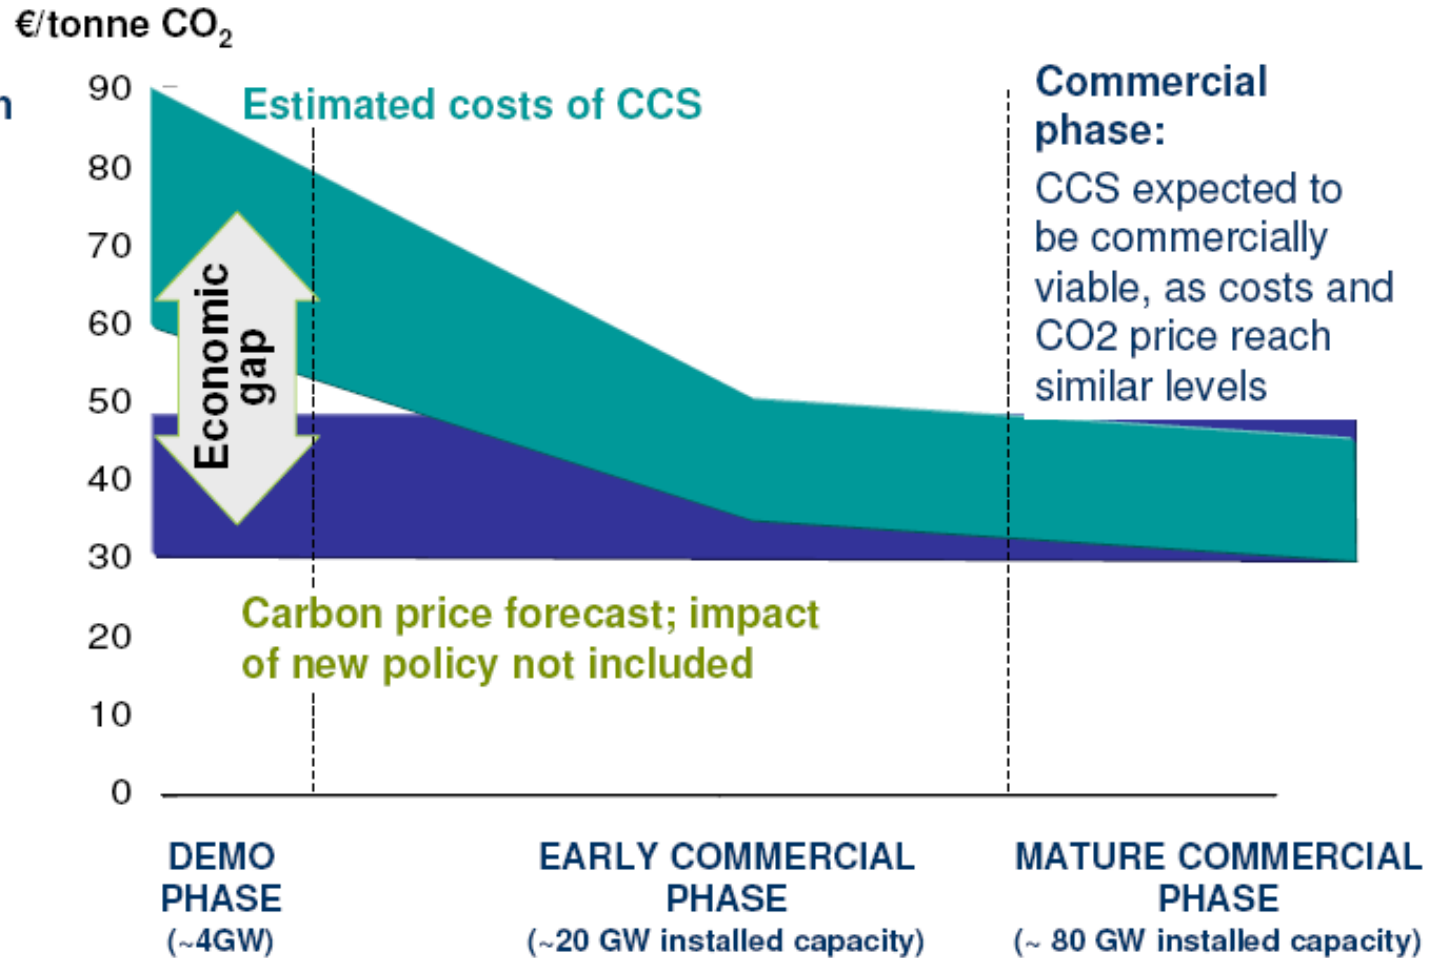 €/tonne CO₂
n
90
80
70
60
50
40
30
20
10
0
Estimated costs of CCS
Economic
gap
Carbon price forecast; impact
of new policy not included
Commercial
phase:
CCS expected to
be commercially
viable, as costs and
CO2 price reach
similar levels
DEMO
PHASE
(~4GW)
EARLY COMMERCIAL
PHASE
(~20 GW installed capacity)
MATURE COMMERCIAL
PHASE
(~ 80 GW installed capacity)